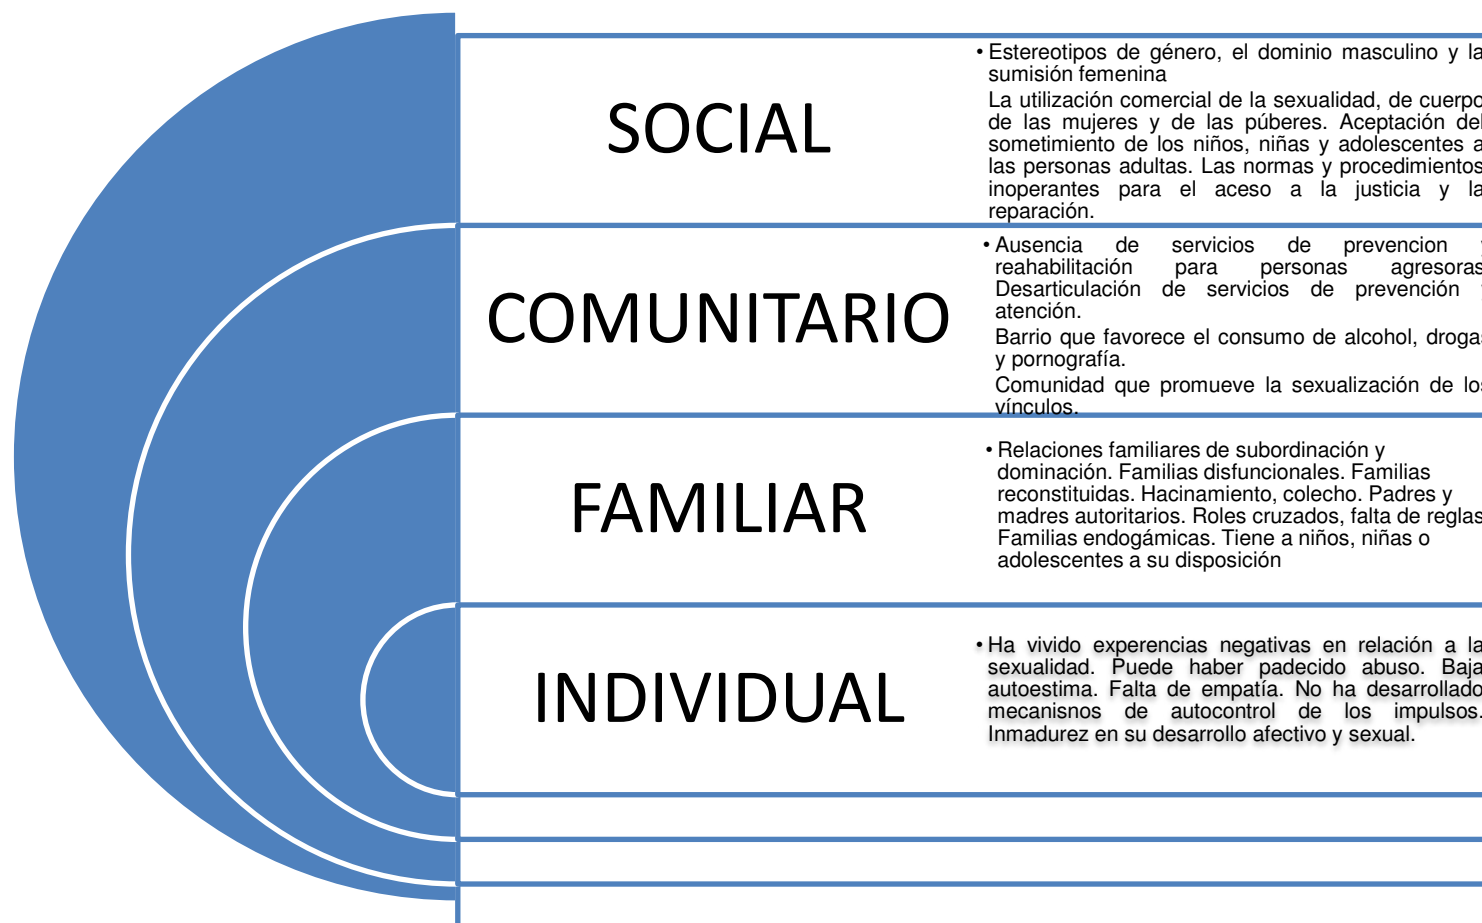 SOCIAL
• Estereotipos de género, el dominio masculino y la
sumisión femenina
La utilización comercial de la sexualidad, de cuerpo
de las mujeres y de las púberes. Aceptación del
sometimiento de los niños, niñas y adolescentes a
las personas adultas. Las normas y procedimientos
inoperantes para el aceso a la justicia y la
reparación.
COMUNITARIO
• Ausencia de servicios de prevencion
reahabilitación para personas agresoras
Desarticulación de servicios de prevención
atención.
Barrio que favorece el consumo de alcohol, drogas
y pornografía.
Comunidad que promueve la sexualización de los
vínculos.
FAMILIAR
• Relaciones familiares de subordinación y
dominación. Familias disfuncionales. Familias
reconstituidas. Hacinamiento, colecho. Padres y
madres autoritarios. Roles cruzados, falta de reglas
Familias endogámicas. Tiene a niños, niñas o
adolescentes a su disposición
INDIVIDUAL
• Ha vivido experencias negativas en relación a la
sexualidad. Puede haber padecido abuso. Baja
autoestima. Falta de empatía. No ha desarrollado
mecanisnos de autocontrol de los impulsos.
Inmadurez en su desarrollo afectivo y sexual.